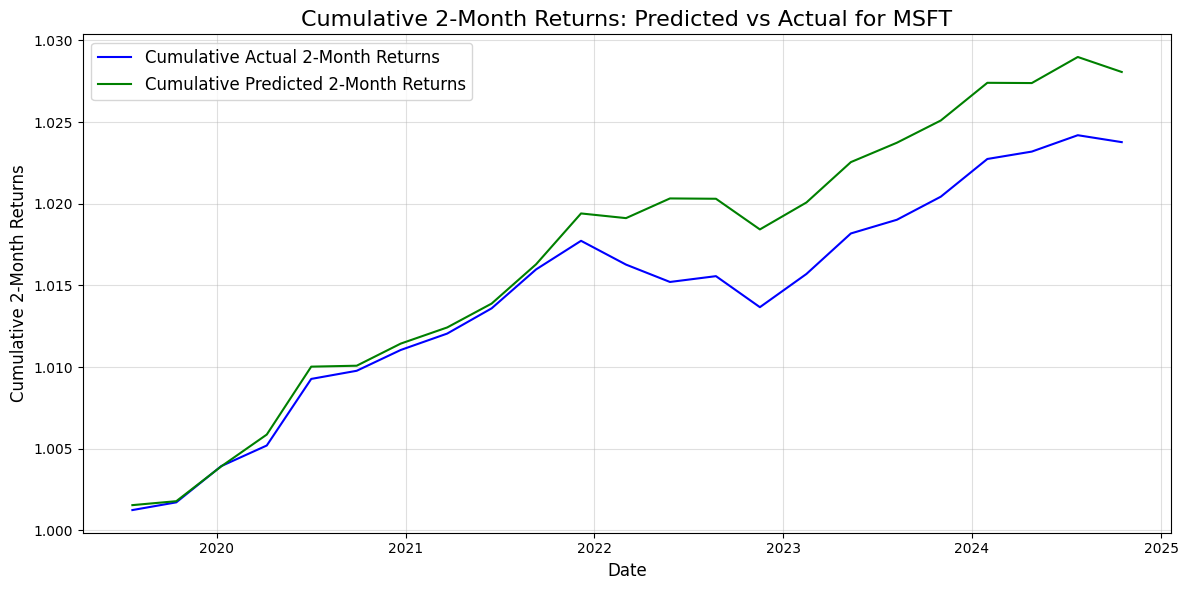 Cumulative 2-Month Returns: Predicted vs Actual for MSFT
Cumulative Actual 2-Month Returns
Cumulative Predicted 2-Month Returns
Cumulative 2-Month Returns
1.030
1.025
1.020
1.015
1.010
1.005
1.000
2020
2021
2022
2023
2024
2025
Date